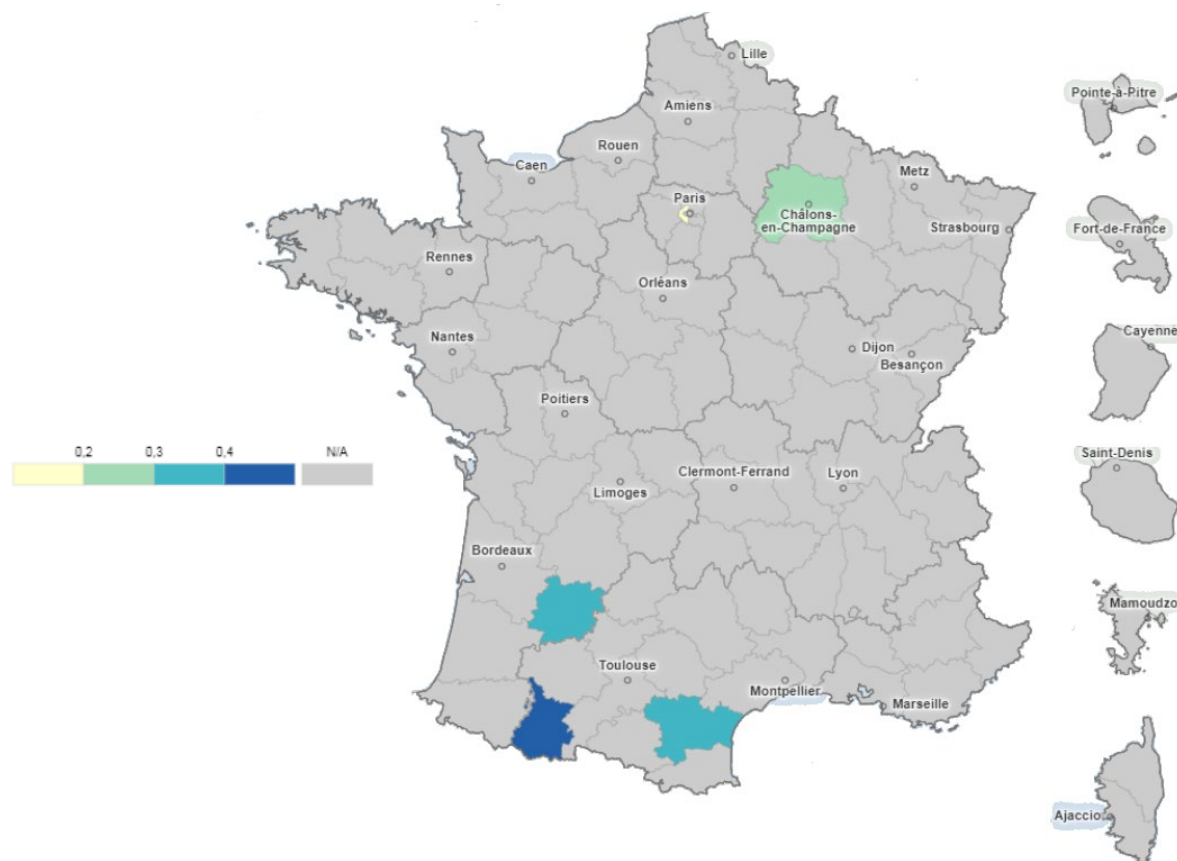 Lille
Pointe-à-Pitre
Amiens
Rouen
Caen
Metz
Paris
Châlons-
en-Champagne
Strasbourg
Fort-de-France
Rennes
Orléans
Cayenne
Nantes
Dijon
Besançon
Poitiers
0,2
0,3
0,4
N/A
Saint-Denis
Clermont-Ferrand
Lyon
Limoges
Bordeaux
Mamoudzo
Toulouse
Montpellier
Marseille
Ajaccio